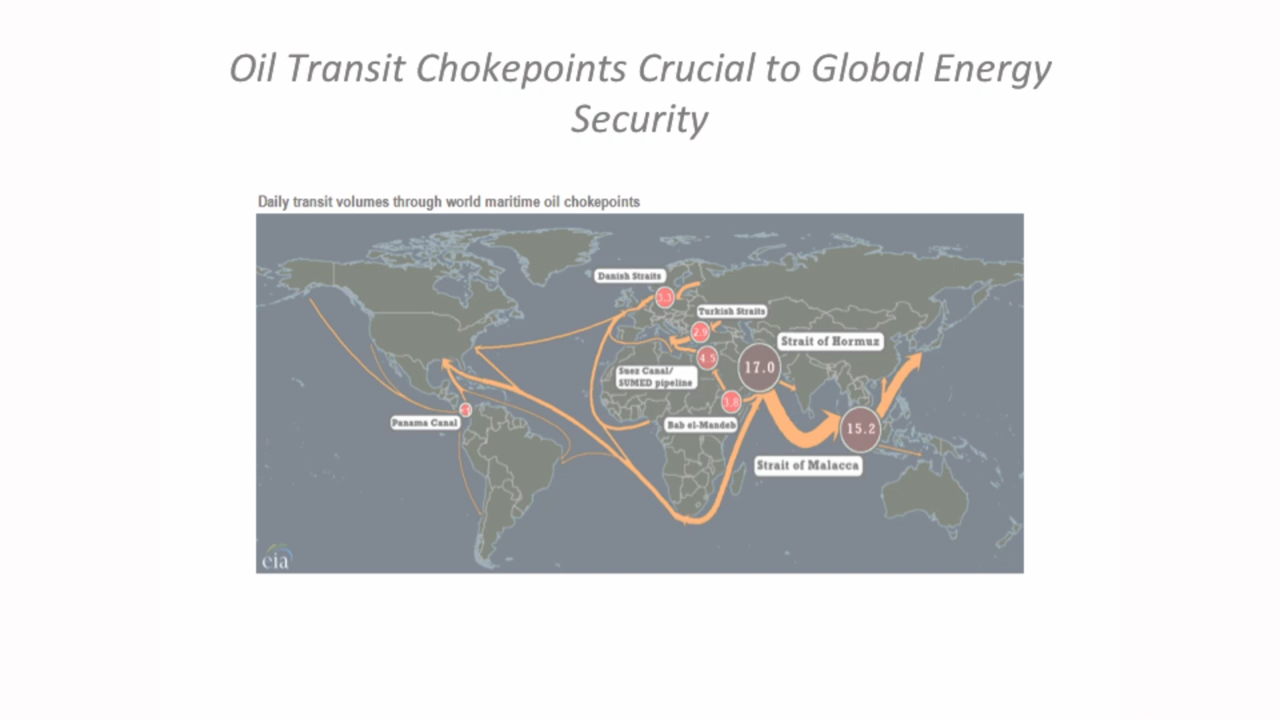 Oil Transit Chokepoints Crucial to Global Energy
Security
Daily transit volumes through world maritime oil chokepoints
Danish Straits
3.3
Turkish Straits
2.9
Strait of Hormuz
4.5
17.0
Suez Canal/
SUMED pipeline
3.8
Panama Canal
Bab el-Mandeb
15.2
Strait of Malacca
eia